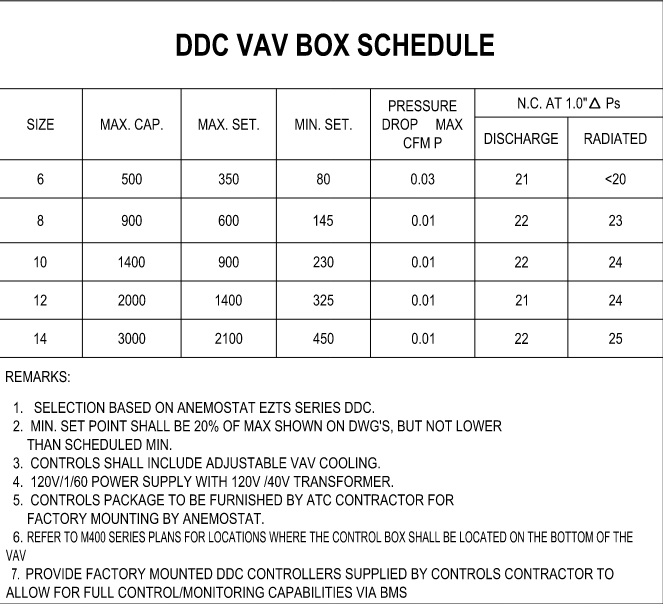 DDC VAV BOX SCHEDULE
SIZE MAX. CAP. MAX. SET. MIN. SET. PRESSURE DROP MAX CFM P N.C. AT 1.0"Δ Ps
DISCHARGE RADIATED
6 500 350 80 0.03 21 <20
8 900 600 145 0.01 22 23
10 1400 900 230 0.01 22 24
12 2000 1400 325 0.01 21 24
14 3000 2100 450 0.01 22 25
REMARKS:
1. SELECTION BASED ON ANEMOSTAT EZTS SERIES DDC.
2. MIN. SET POINT SHALL BE 20% OF MAX SHOWN ON DWG'S, BUT NOT LOWER
THAN SCHEDULED MIN.
3. CONTROLS SHALL INCLUDE ADJUSTABLE VAV COOLING.
4. 120V/1/60 POWER SUPPLY WITH 120V /40V TRANSFORMER.
5. CONTROLS PACKAGE TO BE FURNISHED BY ATC CONTRACTOR FOR
FACTORY MOUNTING BY ANEMOSTAT.
6. REFER TO M400 SERIES PLANS FOR LOCATIONS WHERE THE CONTROL BOX SHALL BE LOCATED ON THE BOTTOM OF THE
VAV
7. PROVIDE FACTORY MOUNTED DDC CONTROLLERS SUPPLIED BY CONTROLS CONTRACTOR TO
ALLOW FOR FULL CONTROL/MONITORING CAPABILITIES VIA BMS